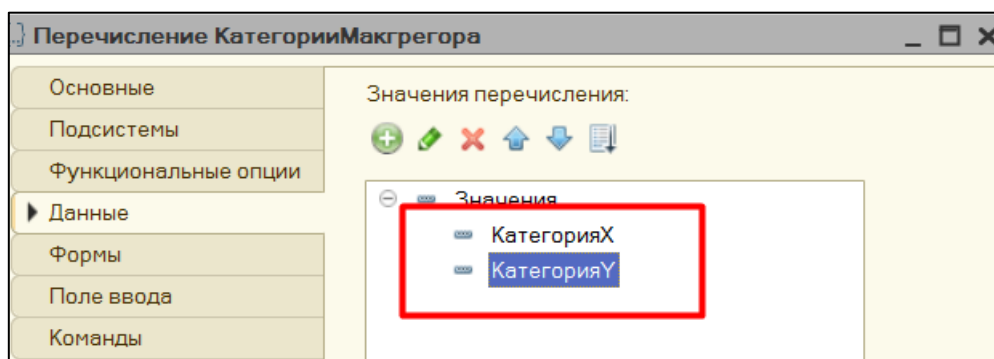 Перечисление КатегорииМакгрегора
Основные
Подсистемы
Функциональные опции
Данные
Формы
Поле ввода
Команды
Значения перечисления:
Значения
КатегорияX
КатегорияY